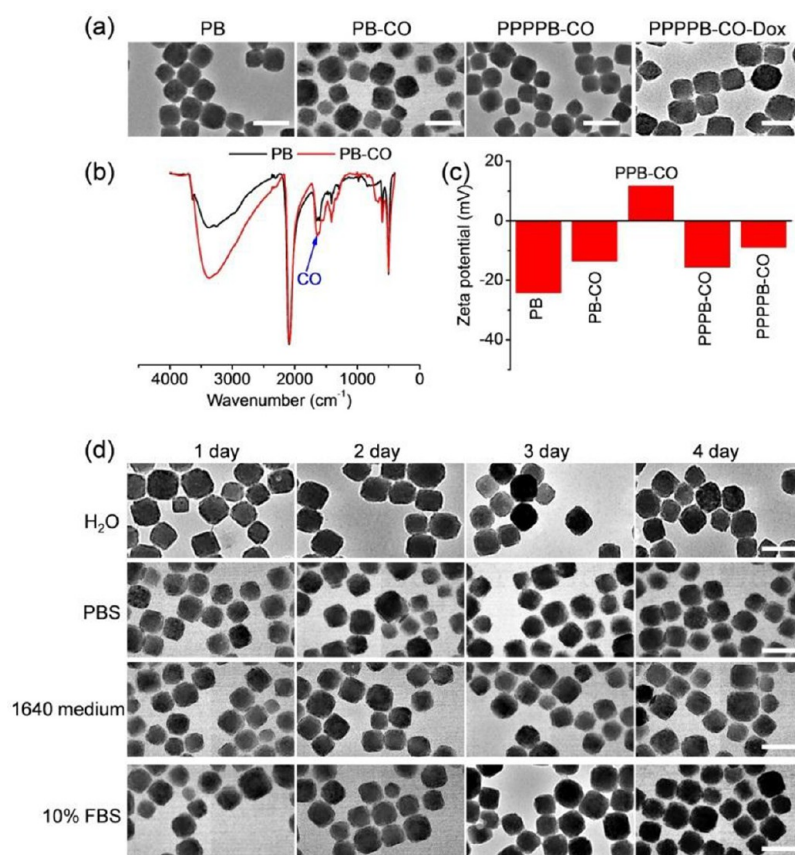 (a)
PB PB-CO PPPPB-CO PPPPB-CO-Dox
(b)
PB PB-CO
CO
4000 3000 2000 1000 0
Wavenumber (cm⁻¹)
(c)
Zeta potential (mV)
20
0
-20
-40
PB
PB-CO
PPB-CO
PPPB-CO
PPPPB-CO
(d)
1 day 2 day 3 day 4 day
H₂O
PBS
1640 medium
10% FBS